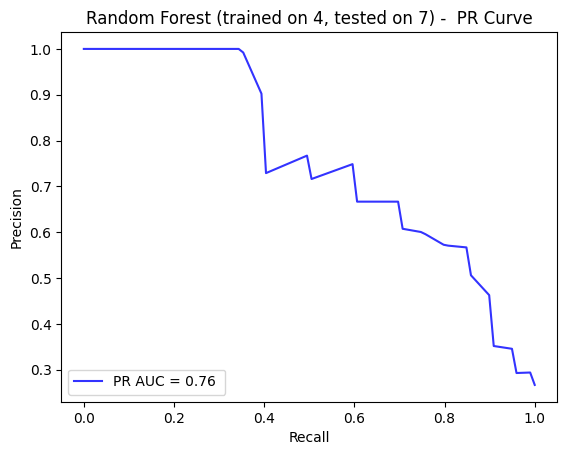 Random Forest (trained on 4, tested on 7) -  PR Curve
1.0
0.9
0.8
0.7
0.6
0.5
0.4
0.3
Precision
PR AUC = 0.76
0.0 0.2 0.4 0.6 0.8 1.0
Recall